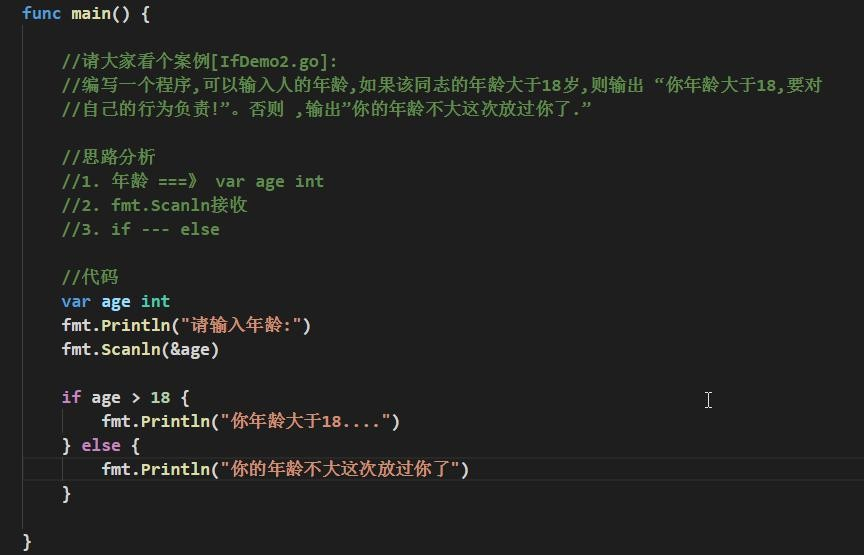 func main() {
//请大家看个案例[IfDemo2.go]:
//编写一个程序,可以输入人的年龄,如果该同志的年龄大于18岁,则输出 “你年龄大于18,要对
//自己的行为负责!”。否则 ,输出”你的年龄不大这次放过你了.”
//思路分析
//1. 年龄 ===》 var age int
//2. fmt.Scanln接收
//3. if --- else
//代码
var age int
fmt.Println("请输入年龄:")
fmt.Scanln(&age)
if age > 18 {
fmt.Println("你年龄大于18....")
} else {
fmt.Println("你的年龄不大这次放过你了")
}
}